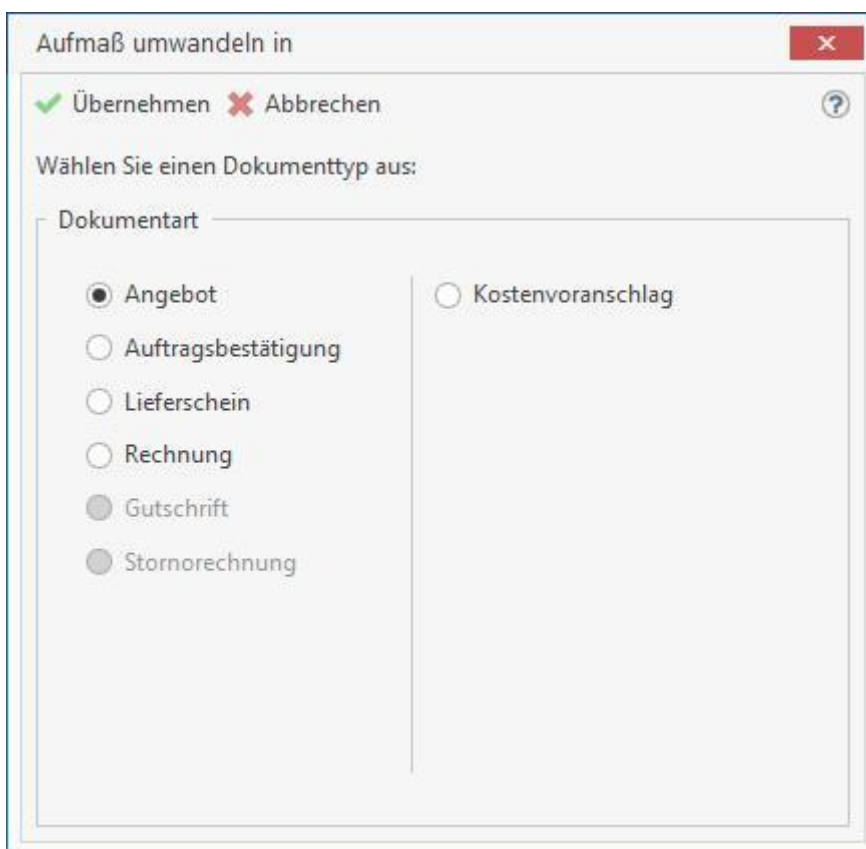 Aufmaß umwandeln in
Übernehmen Abbrechen
Wählen Sie einen Dokumenttyp aus:
Dokumentart
Angebot
Auftragsbestätigung
Lieferschein
Rechnung
Gutschrift
Stornorechnung
Kostenvoranschlag